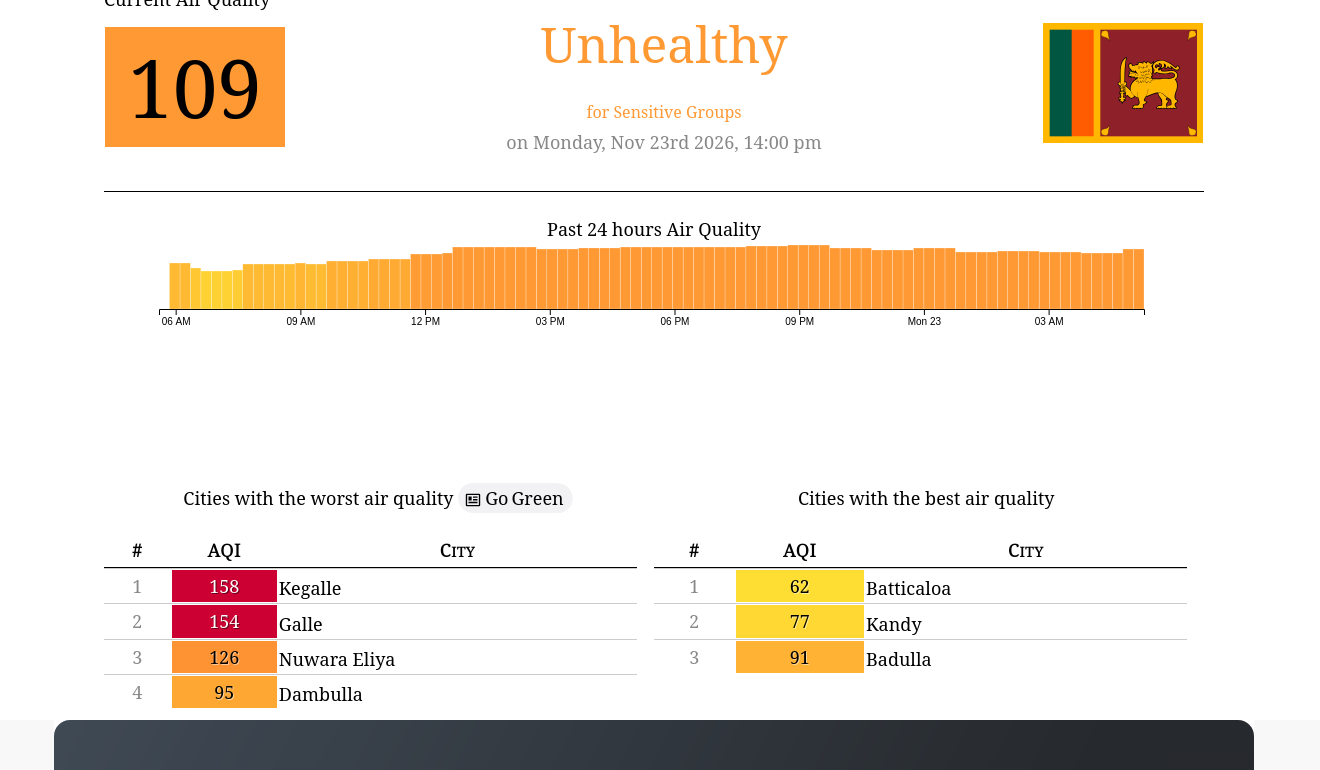 Current Air Quality
109
Unhealthy
for Sensitive Groups
on Monday, Nov 23rd 2026, 14:00 pm
Past 24 hours Air Quality
06 AM 09 AM 12 PM 03 PM 06 PM 09 PM Mon 23 03 AM
Cities with the worst air quality Go Green
# AQI City
1 158 Kegalle
2 154 Galle
3 126 Nuwara Eliya
4 95 Dambulla
Cities with the best air quality
# AQI City
1 62 Batticaloa
2 77 Kandy
3 91 Badulla